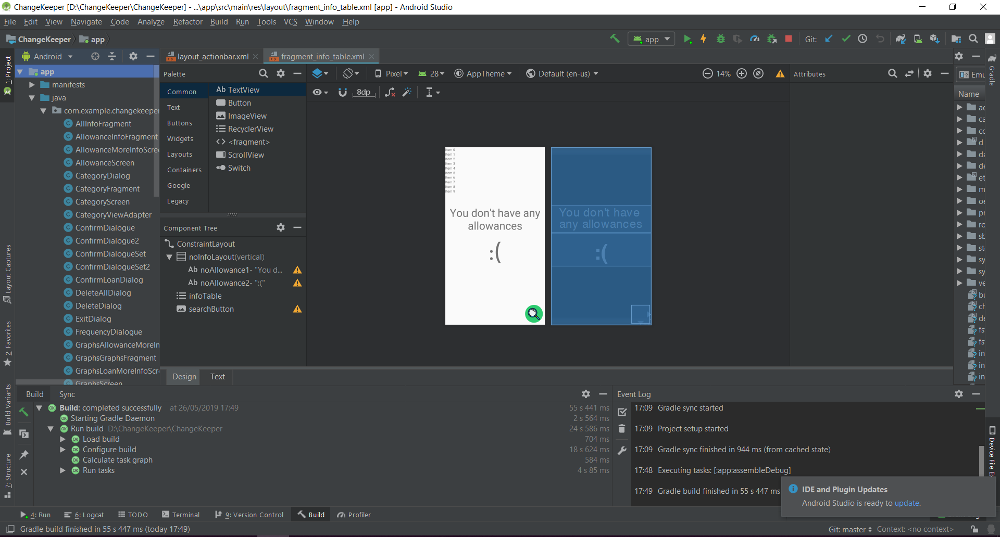 ChangeKeeper [D:\ChangeKeeper\ChangeKeeper] - ...\app\src\main\res\layout\fragment_info_table.xml [app] - Android Studio
File Edit View Navigate Code Analyze Refactor Build Run Tools VCS Window Help
ChangeKeeper app
app
Git:
1: Project
Layout Captures
2: Favorites
Build Variants
7: Structure
Android
app
manifests
java
com.example.changekeeper
AllInfoFragment
AllowanceInfoFragment
AllowanceMoreInfoScree
AllowanceScreen
CategoryDialog
CategoryFragment
CategoryScreen
CategoryViewAdapter
ConfirmDialogue
ConfirmDialogue2
ConfirmDialogueSet
ConfirmDialogueSet2
ConfirmLoanDialog
DeleteAllDialog
DeleteDialog
ExitDialog
FrequencyDialogue
GraphsAllowanceMoreIn
GraphsGraphsFragment
GraphsLoanMoreInfoScre
GraphsScreen
layout_actionbar.xml
fragment_info_table.xml
Palette
Common
Text
Buttons
Widgets
Layouts
Containers
Google
Legacy
Ab TextView
Button
ImageView
RecyclerView
<fragment>
ScrollView
Switch
Component Tree
ConstraintLayout
noInfoLayout(vertical)
Ab noAllowance1- "You d...
Ab noAllowance2- ":("
infoTable
searchButton
Pixel 28 AppTheme Default (en-us) 14%
8dp
Item 0
Item 1
Item 2
Item 3
Item 4
Item 5
Item 6
Item 7
Item 8
Item 9
You don't have any
allowances
:(
You don't have
any allowances
:(
Attributes
Emu
Name
ac
ca
co
d
da
de
et
m
oe
pr
ro
sb
sto
sy
sy
ve
bu
ch
de
fst
fst
in
in
in
Gradle
Device File Ex
Design Text
Build Sync
Build: completed successfully at 26/05/2019 17:49 55 s 441 ms
Starting Gradle Daemon 2 s 564 ms
Run build D:\ChangeKeeper\ChangeKeeper 24 s 586 ms
Load build 704 ms
Configure build 18 s 624 ms
Calculate task graph 584 ms
Run tasks 4 s 85 ms
Event Log
17:09 Gradle sync started
17:09 Project setup started
17:09 Gradle sync finished in 944 ms (from cached state)
17:48 Executing tasks: [:app:assembleDebug]
17:49 Gradle build finished in 55 s 447 ms
IDE and Plugin Updates
Android Studio is ready to update.
4: Run 6: Logcat TODO Terminal 9: Version Control Build Profiler
Gradle build finished in 55 s 447 ms (today 17:49)
Git: master Context: <no context>